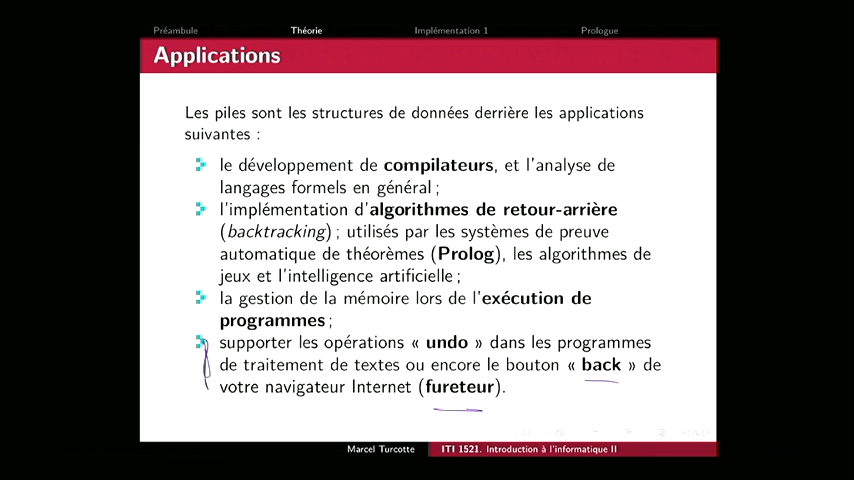 Préambule Théorie Implémentation 1 Prologue
Applications
Les piles sont les structures de données derrière les applications
suivantes :
le développement de compilateurs, et l'analyse de
langages formels en général ;
l'implémentation d'algorithmes de retour-arrière
(backtracking) ; utilisés par les systèmes de preuve
automatique de théorèmes (Prolog), les algorithmes de
jeux et l'intelligence artificielle ;
la gestion de la mémoire lors de l'exécution de
programmes ;
supporter les opérations « undo » dans les programmes
de traitement de textes ou encore le bouton « back » de
votre navigateur Internet (fureteur).
Marcel Turcotte ITI 1521. Introduction à l'informatique II